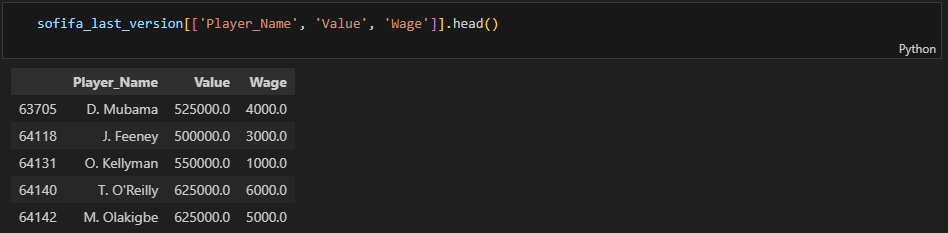 sofifa_last_version[['Player_Name', 'Value', 'Wage']].head()
Python
Player_Name Value Wage
63705 D. Mubama 525000.0 4000.0
64118 J. Feeney 500000.0 3000.0
64131 O. Kellyman 550000.0 1000.0
64140 T. O'Reilly 625000.0 6000.0
64142 M. Olakigbe 625000.0 5000.0